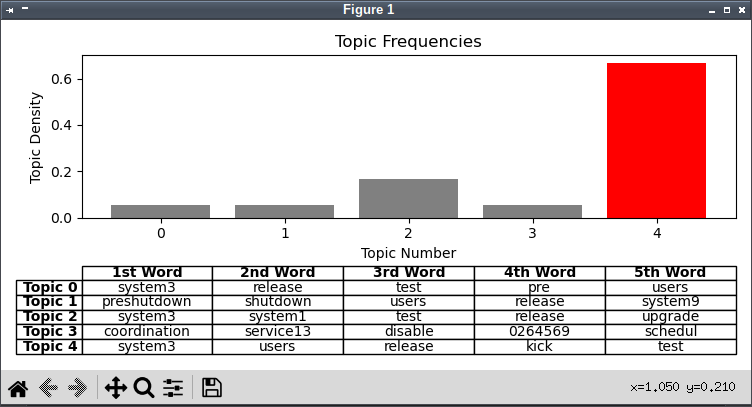 Figure 1
Topic Frequencies
0.6
0.4
0.2
0.0
Topic Density
0 1 2 3 4
Topic Number
1st Word 2nd Word 3rd Word 4th Word 5th Word
Topic 0 system3 release test pre users
Topic 1 preshutdown shutdown users release system9
Topic 2 system3 system1 test release upgrade
Topic 3 coordination service13 disable 0264569 schedul
Topic 4 system3 users release kick test
x=1.050 y=0.210